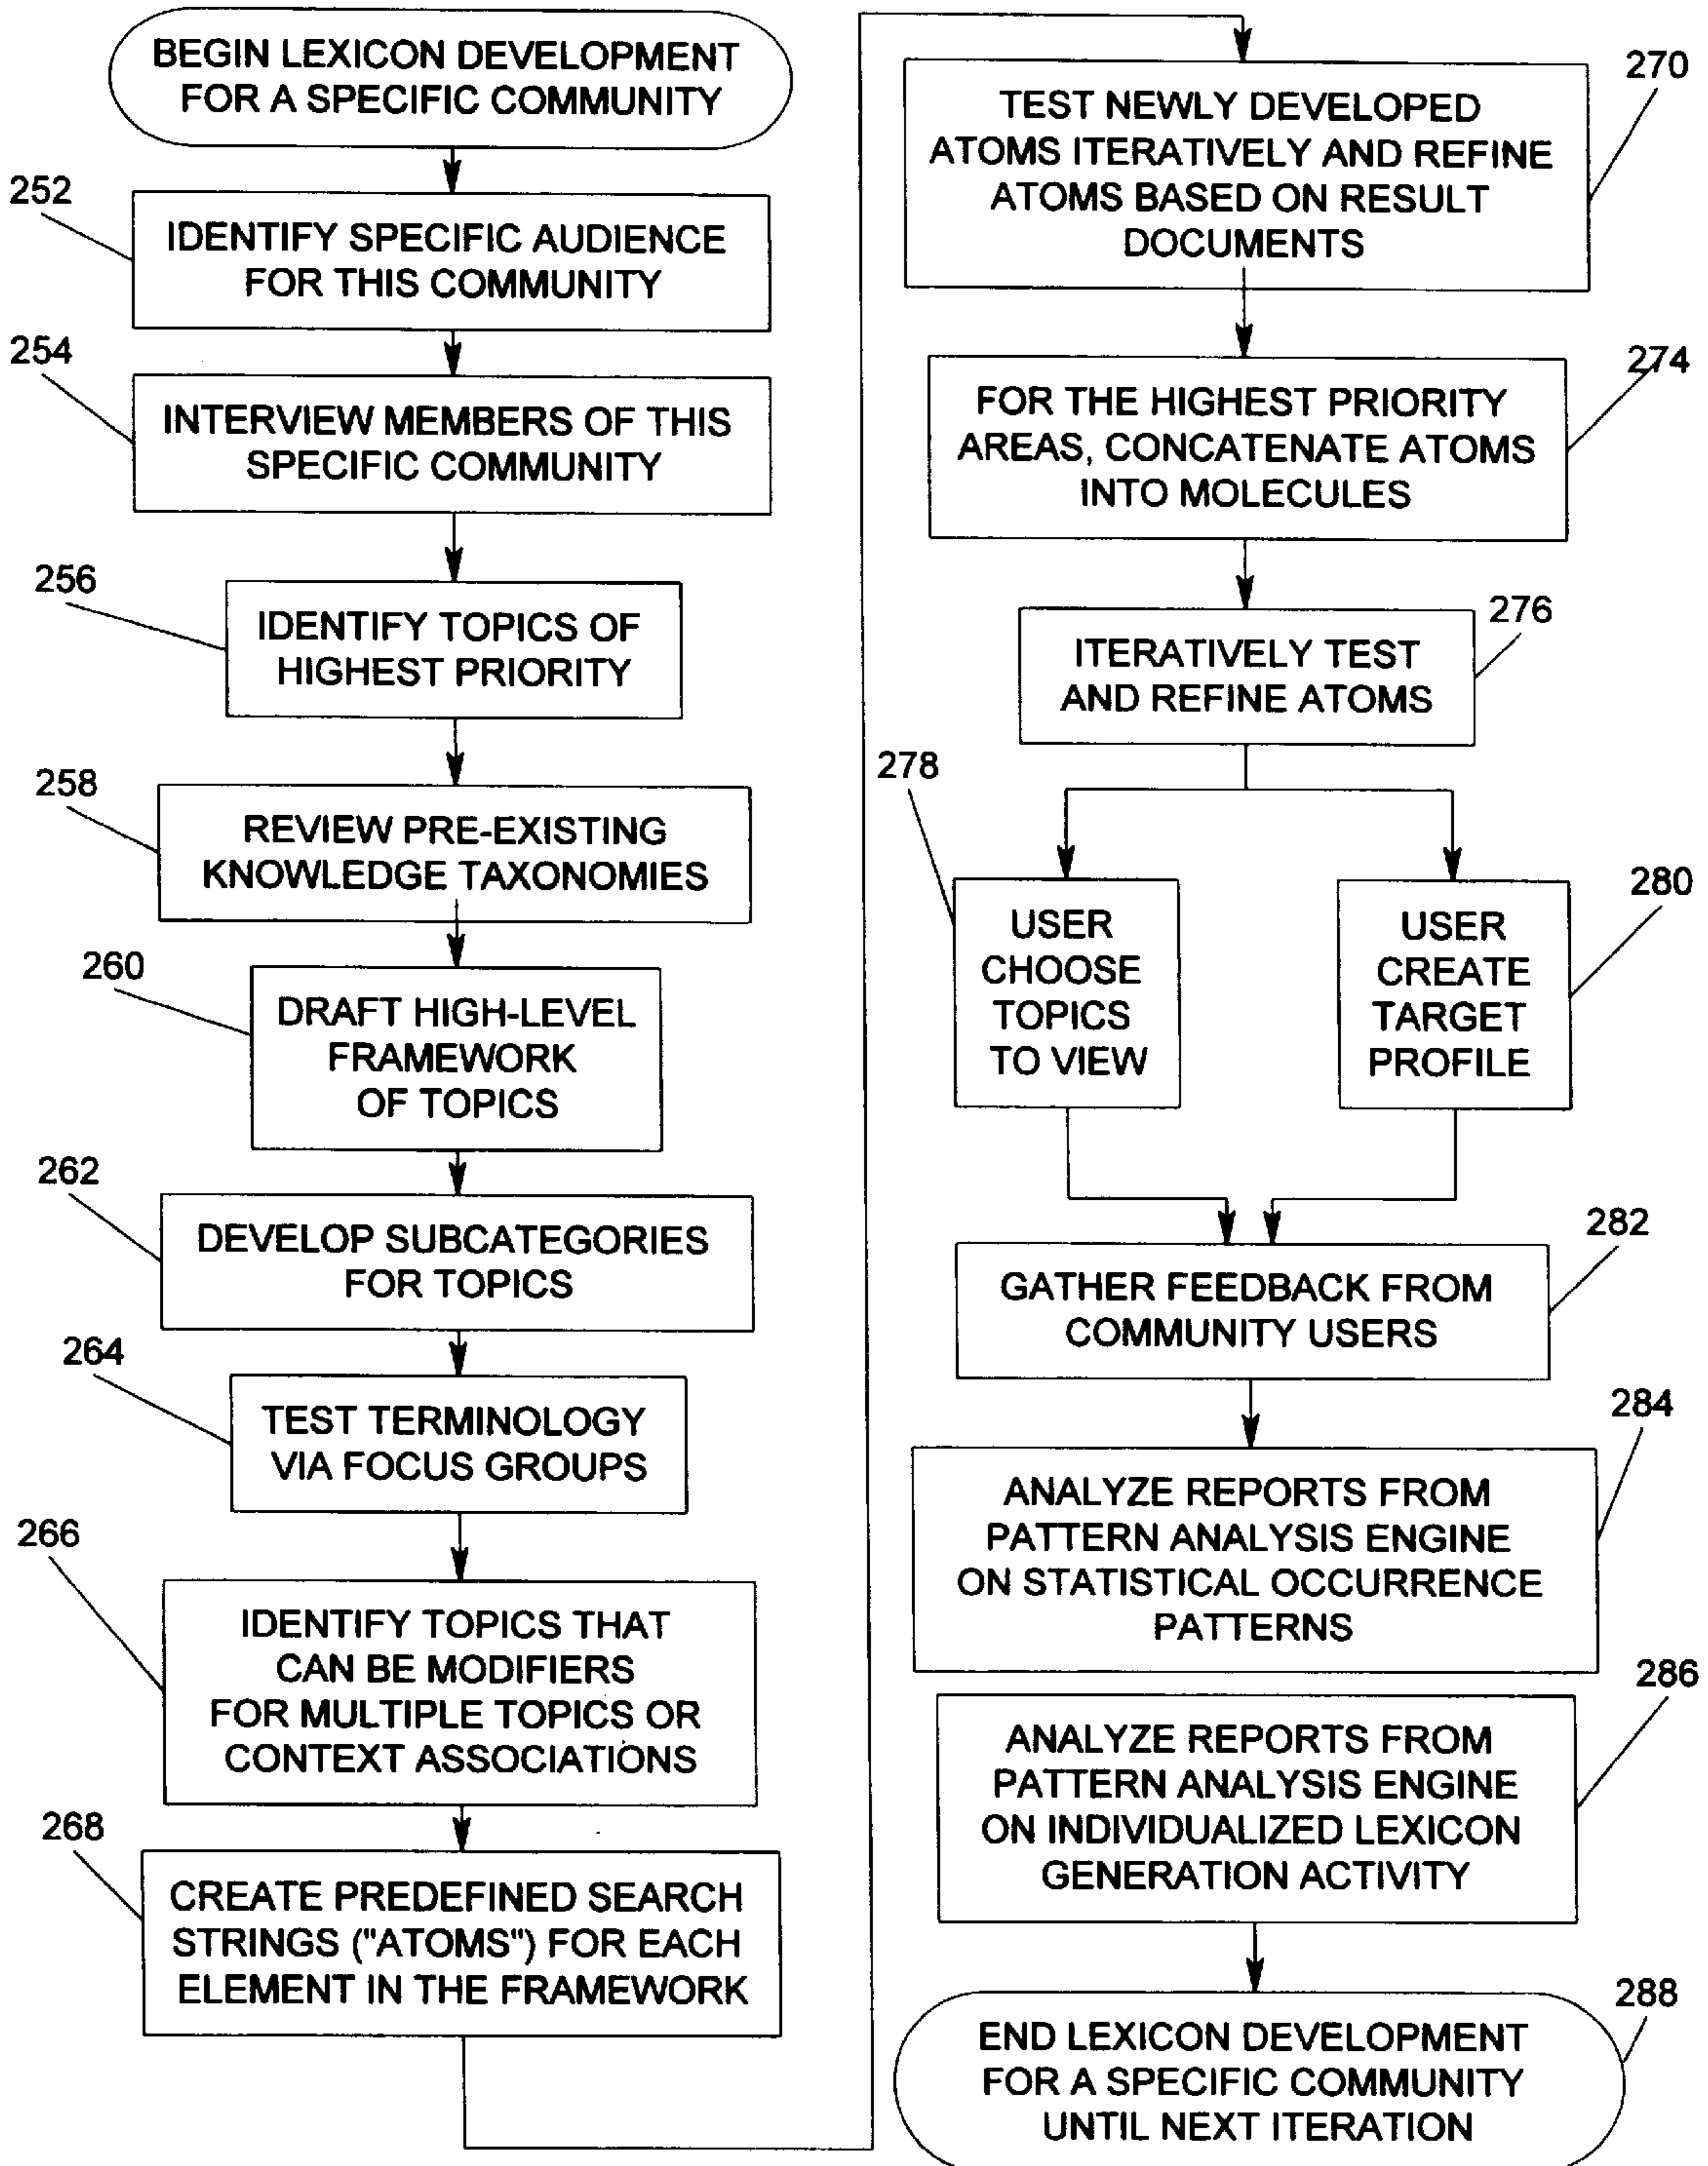 BEGIN LEXICON DEVELOPMENT
FOR A SPECIFIC COMMUNITY
252
IDENTIFY SPECIFIC AUDIENCE
FOR THIS COMMUNITY
254
INTERVIEW MEMBERS OF THIS
SPECIFIC COMMUNITY
256
IDENTIFY TOPICS OF
HIGHEST PRIORITY
258
REVIEW PRE-EXISTING
KNOWLEDGE TAXONOMIES
260
DRAFT HIGH-LEVEL
FRAMEWORK
OF TOPICS
262
DEVELOP SUBCATEGORIES
FOR TOPICS
264
TEST TERMINOLOGY
VIA FOCUS GROUPS
266
IDENTIFY TOPICS THAT
CAN BE MODIFIERS
FOR MULTIPLE TOPICS OR
CONTEXT ASSOCIATIONS
268
CREATE PREDEFINED SEARCH
STRINGS ("ATOMS") FOR EACH
ELEMENT IN THE FRAMEWORK
270
TEST NEWLY DEVELOPED
ATOMS ITERATIVELY AND REFINE
ATOMS BASED ON RESULT
DOCUMENTS
274
FOR THE HIGHEST PRIORITY
AREAS, CONCATENATE ATOMS
INTO MOLECULES
276
ITERATIVELY TEST
AND REFINE ATOMS
278
USER
CHOOSE
TOPICS
TO VIEW
280
USER
CREATE
TARGET
PROFILE
282
GATHER FEEDBACK FROM
COMMUNITY USERS
284
ANALYZE REPORTS FROM
PATTERN ANALYSIS ENGINE
ON STATISTICAL OCCURRENCE
PATTERNS
286
ANALYZE REPORTS FROM
PATTERN ANALYSIS ENGINE
ON INDIVIDUALIZED LEXICON
GENERATION ACTIVITY
288
END LEXICON DEVELOPMENT
FOR A SPECIFIC COMMUNITY
UNTIL NEXT ITERATION